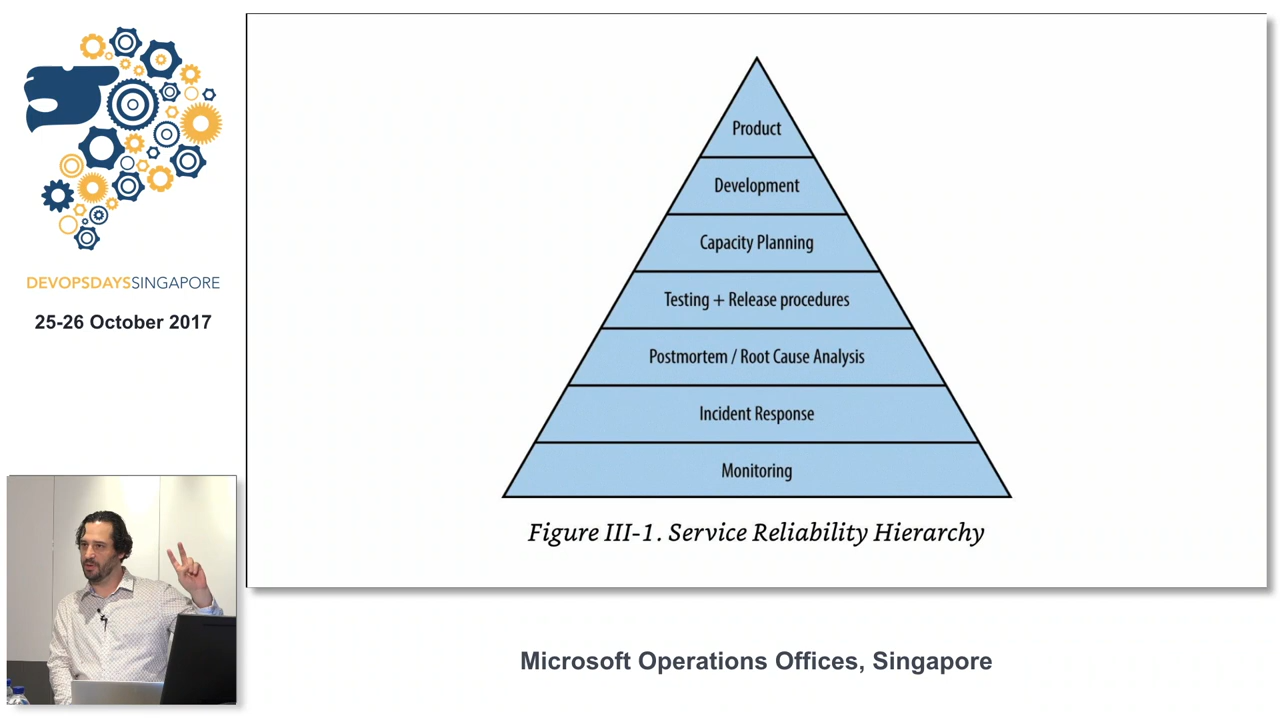 DEVOPSDAYSSINGAPORE
25-26 October 2017
Product
Development
Capacity Planning
Testing + Release procedures
Postmortem / Root Cause Analysis
Incident Response
Monitoring
Figure III-1. Service Reliability Hierarchy
Microsoft Operations Offices, Singapore